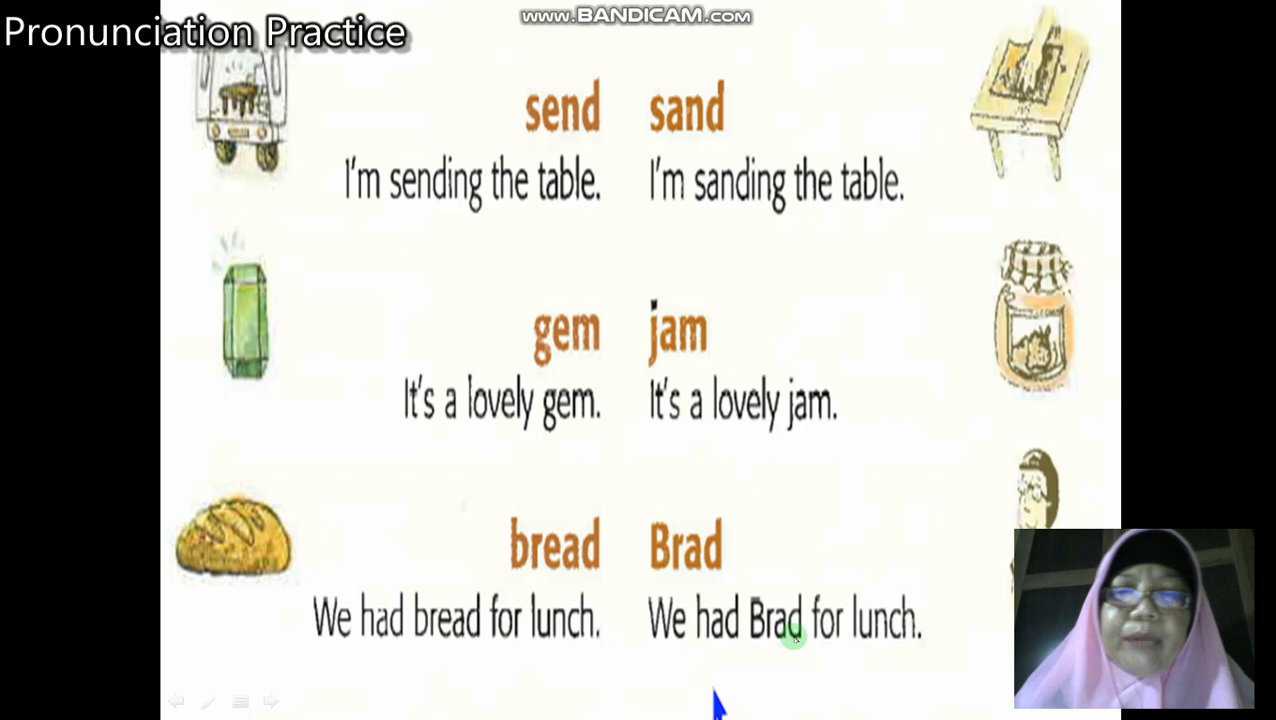 www.BANDICAM.com
Pronunciation Practice
send sand
I'm sending the table. I'm sanding the table.
gem jam
It's a lovely gem. It's a lovely jam.
bread Brad
We had bread for lunch. We had Brad for lunch.